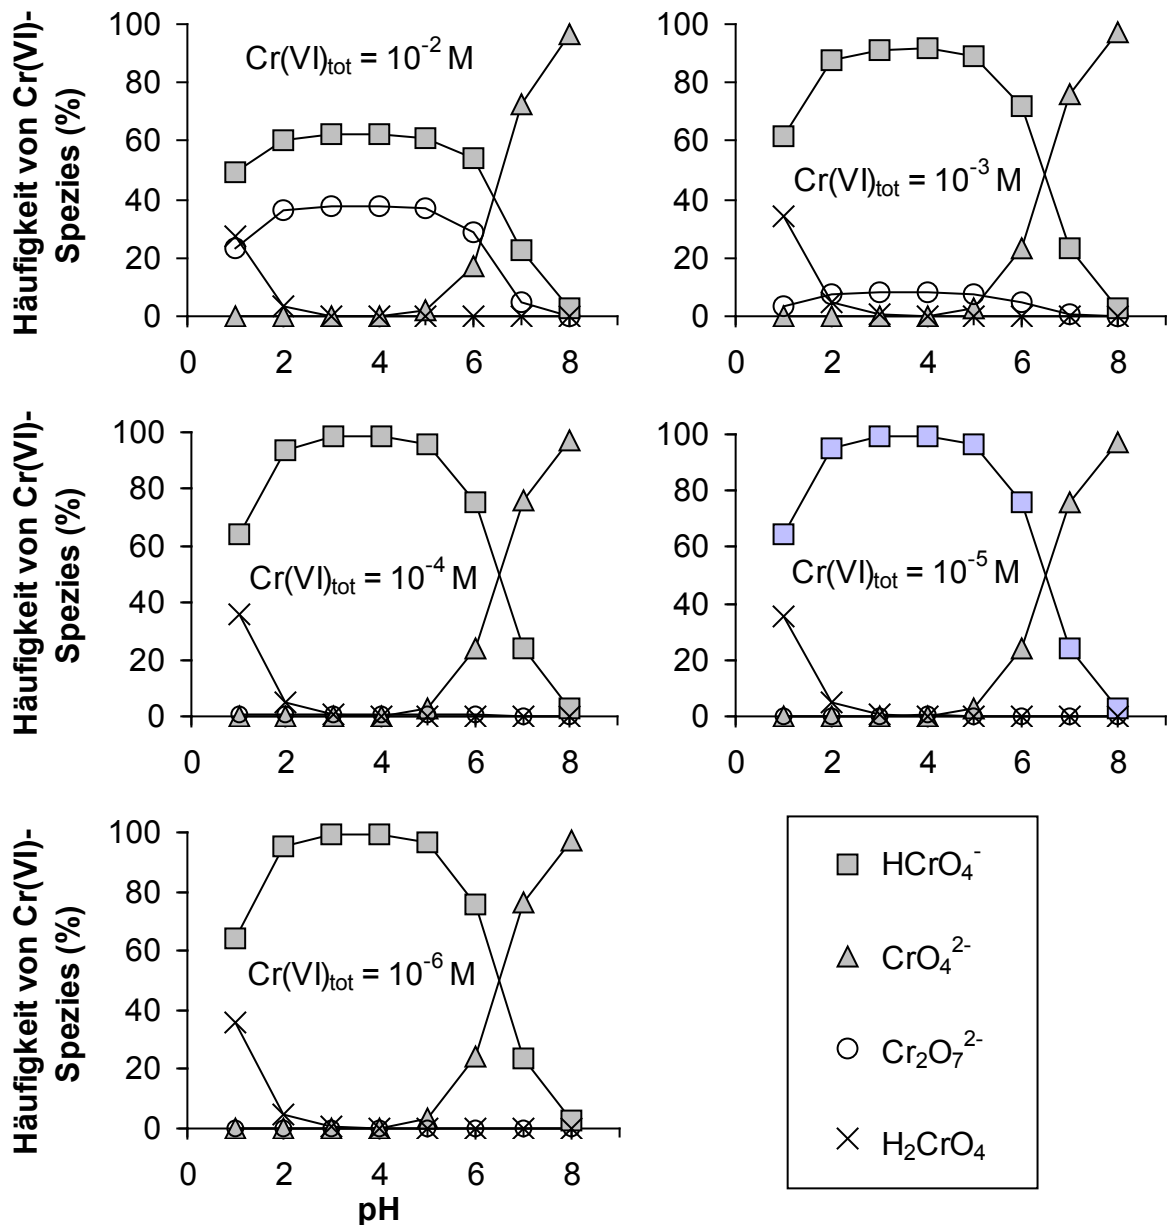 Häufigkeit von Cr(VI)-
Spezies (%)
100
80
60
40
20
0
Cr(VI)tot = 10-2 M
0 2 4 6 8
100
80
60
40
20
0
Cr(VI)tot = 10-3 M
0 2 4 6 8
Häufigkeit von Cr(VI)-
Spezies (%)
100
80
60
40
20
0
Cr(VI)tot = 10-4 M
0 2 4 6 8
100
80
60
40
20
0
Cr(VI)tot = 10-5 M
0 2 4 6 8
Häufigkeit von Cr(VI)-
Spezies (%)
100
80
60
40
20
0
Cr(VI)tot = 10-6 M
0 2 4 6 8
pH
HCrO4-
CrO42-
Cr2O72-
H2CrO4